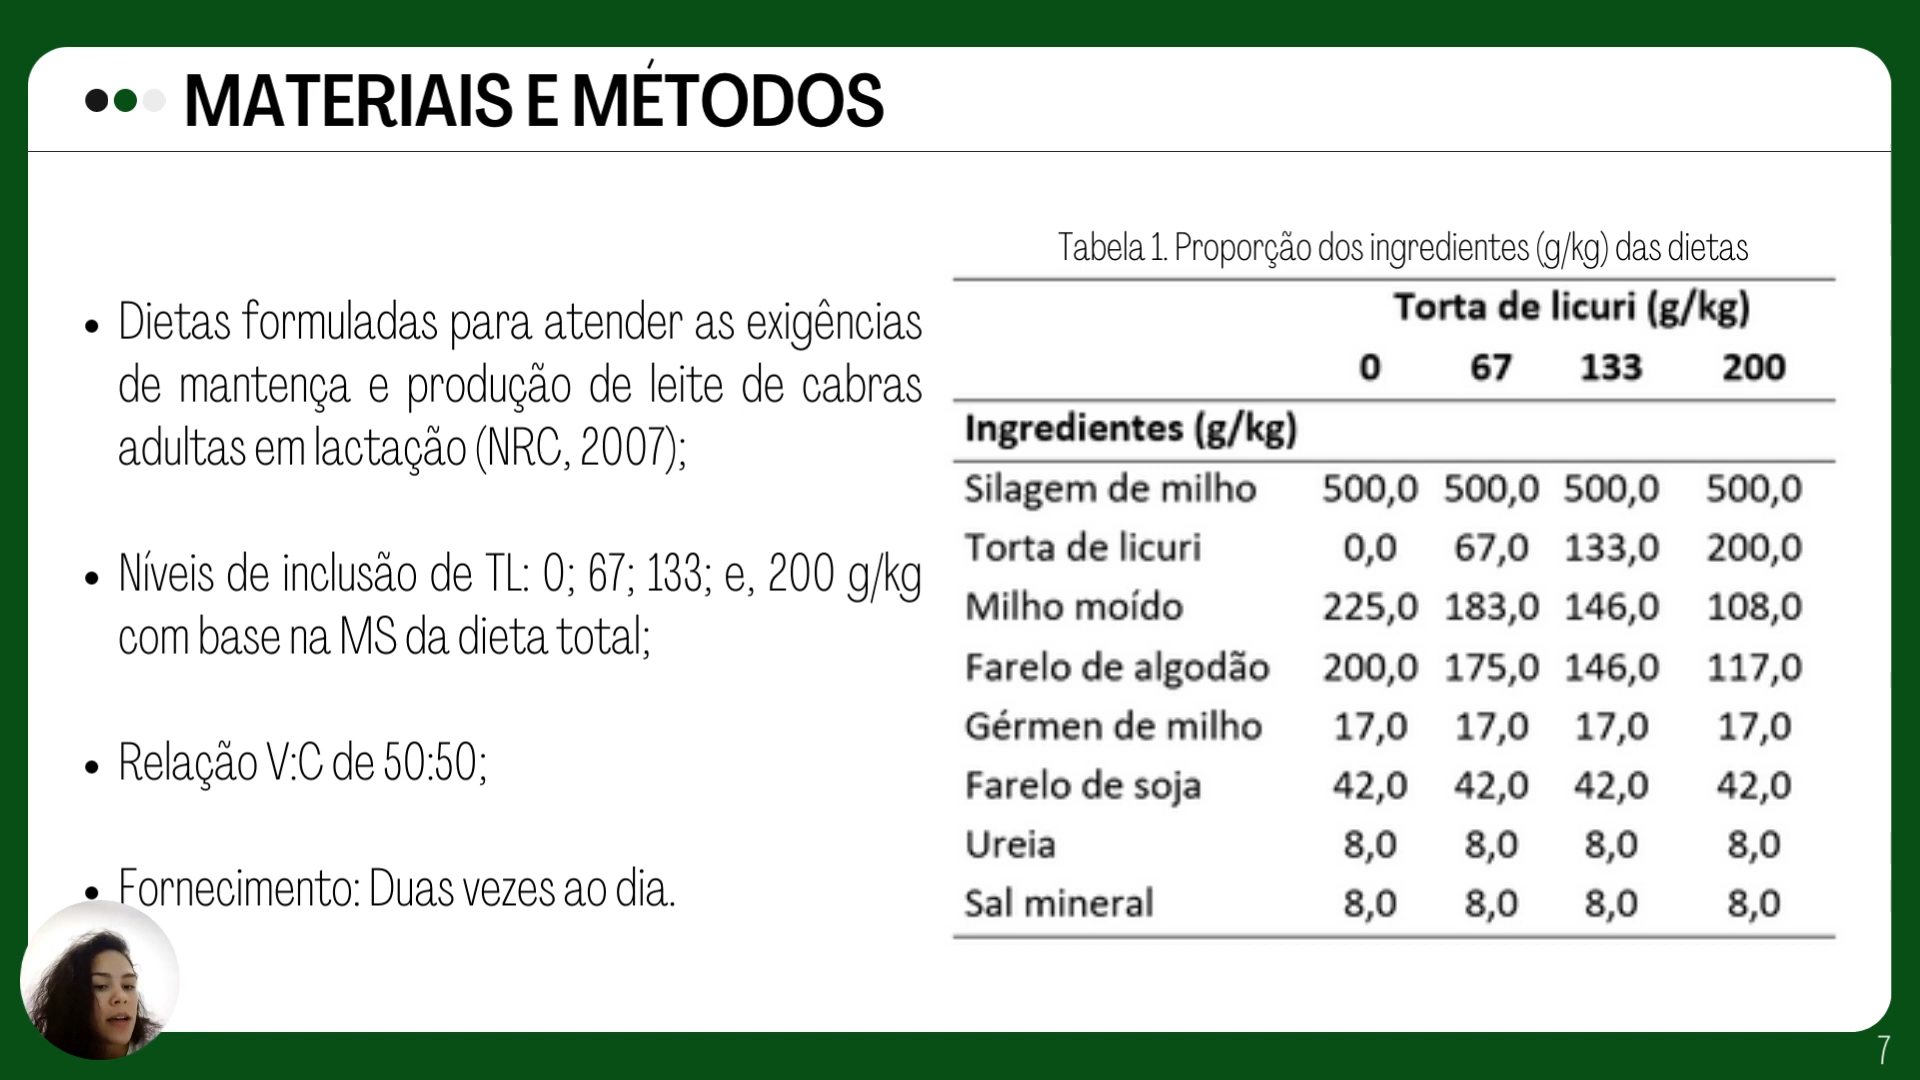 MATERIAIS E MÉTODOS
• Dietas formuladas para atender as exigências
de mantença e produção de leite de cabras
adultas em lactação (NRC, 2007);
• Níveis de inclusão de TL: 0; 67; 133; e, 200 g/kg
com base na MS da dieta total;
• Relação V:C de 50:50;
• Fornecimento: Duas vezes ao dia.
Tabela 1. Proporção dos ingredientes (g/kg) das dietas
Torta de licuri (g/kg)
0 67 133 200
Ingredientes (g/kg)
Silagem de milho 500,0 500,0 500,0 500,0
Torta de licuri 0,0 67,0 133,0 200,0
Milho moído 225,0 183,0 146,0 108,0
Farelo de algodão 200,0 175,0 146,0 117,0
Gérmen de milho 17,0 17,0 17,0 17,0
Farelo de soja 42,0 42,0 42,0 42,0
Ureia 8,0 8,0 8,0 8,0
Sal mineral 8,0 8,0 8,0 8,0
7